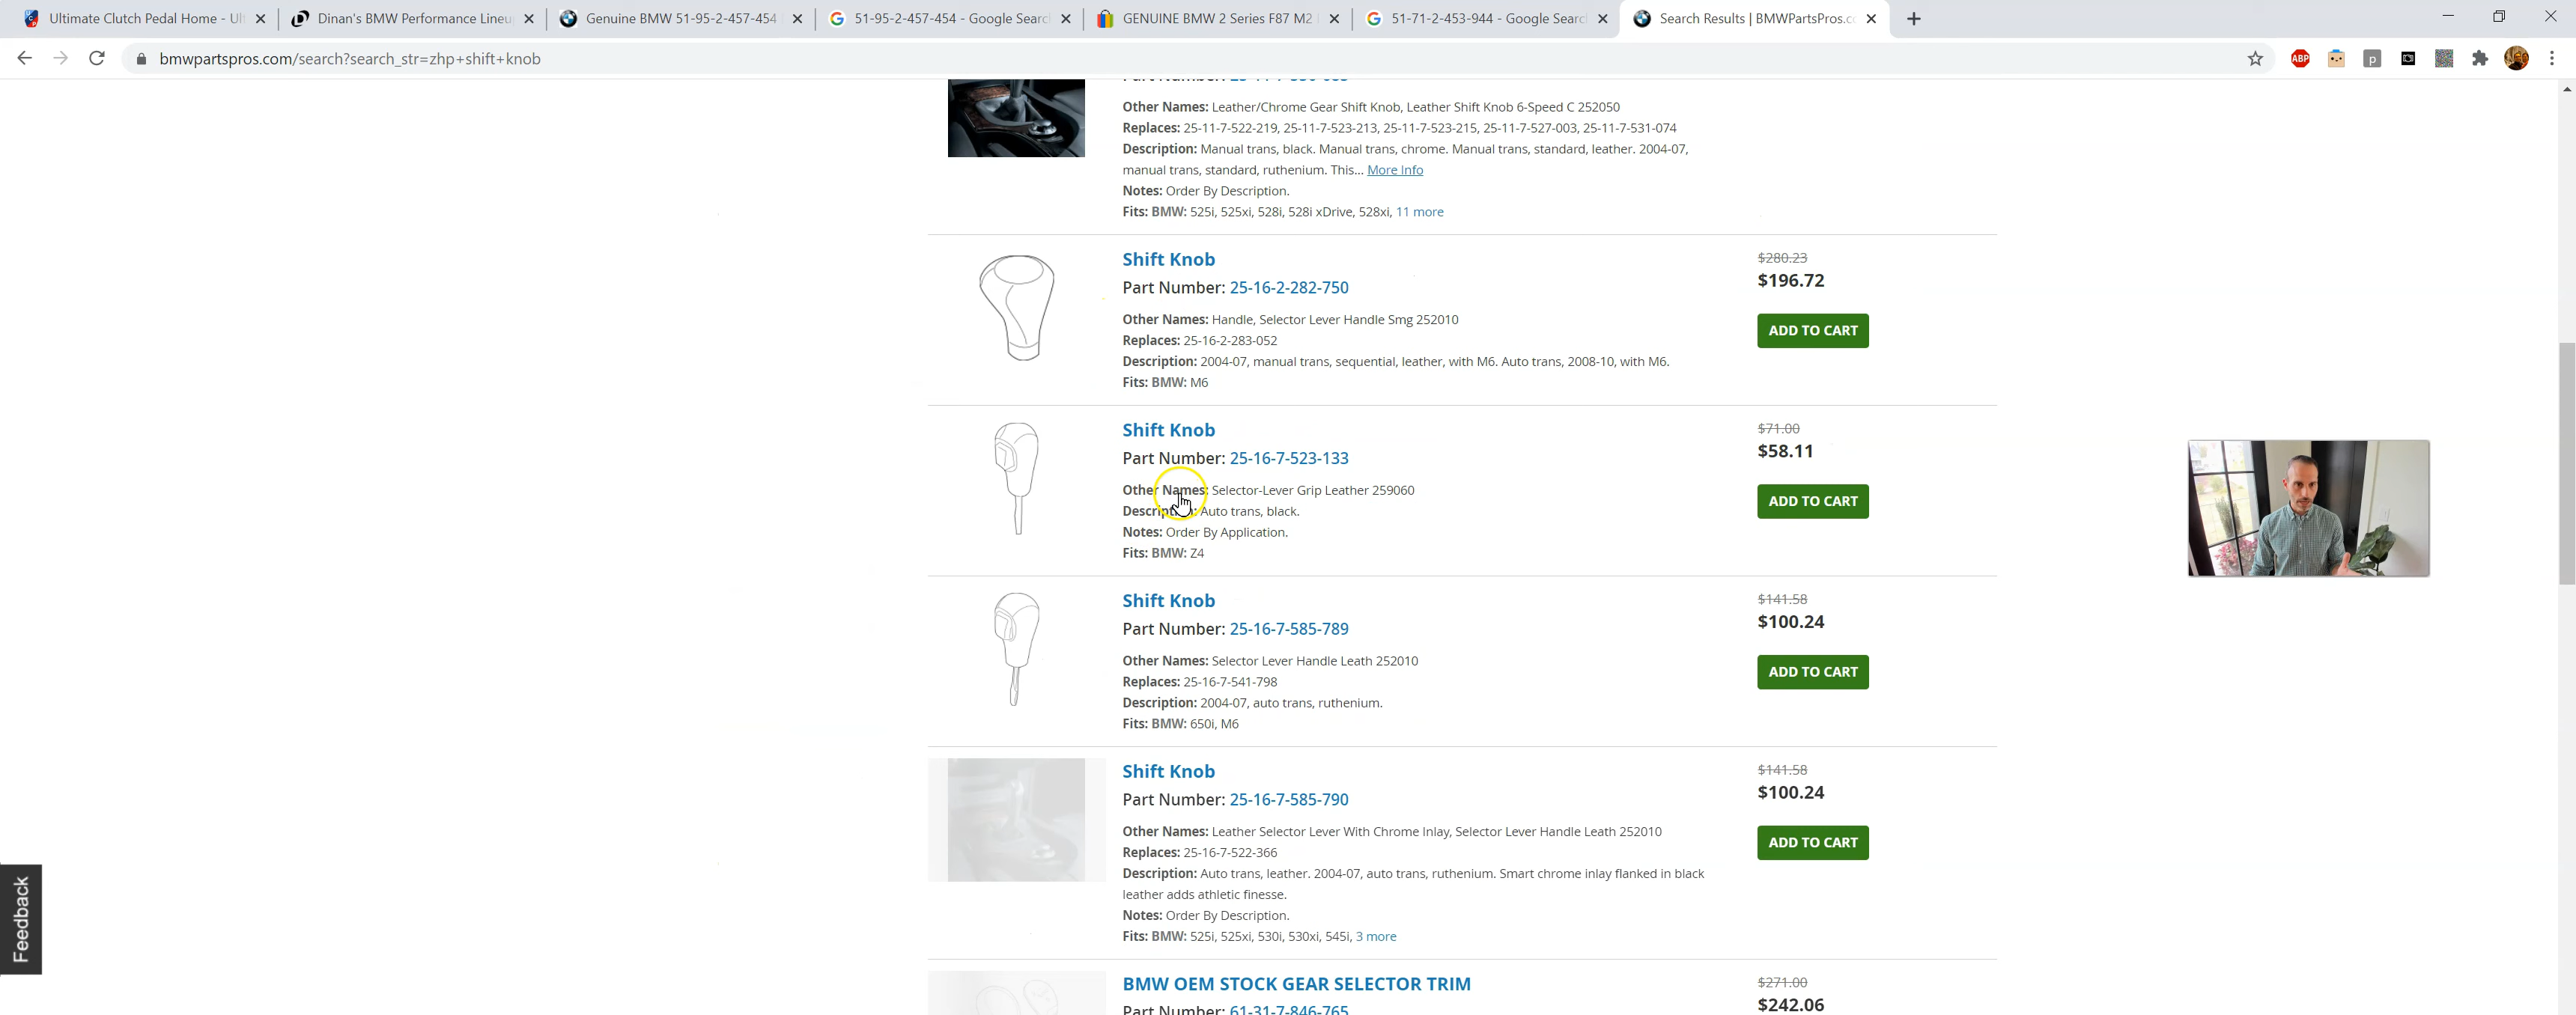 Ultimate Clutch Pedal Home - Ult
Dinan's BMW Performance Lineu
Genuine BMW 51-95-2-457-454
51-95-2-457-454 - Google Search
GENUINE BMW 2 Series F87 M2
51-71-2-453-944 - Google Search
Search Results | BMWPartsPros.c
bmwpartspros.com/search?search_str=zhp+shift+knob
ABP
p
Other Names: Leather/Chrome Gear Shift Knob, Leather Shift Knob 6-Speed C 252050
Replaces: 25-11-7-522-219, 25-11-7-523-213, 25-11-7-523-215, 25-11-7-527-003, 25-11-7-531-074
Description: Manual trans, black. Manual trans, chrome. Manual trans, standard, leather. 2004-07,
manual trans, standard, ruthenium. This... More Info
Notes: Order By Description.
Fits: BMW: 525i, 525xi, 528i, 528i xDrive, 528xi, 11 more
Shift Knob
Part Number: 25-16-2-282-750
Other Names: Handle, Selector Lever Handle Smg 252010
Replaces: 25-16-2-283-052
Description: 2004-07, manual trans, sequential, leather, with M6. Auto trans, 2008-10, with M6.
Fits: BMW: M6
$280.23
$196.72
ADD TO CART
Shift Knob
Part Number: 25-16-7-523-133
Other Names: Selector-Lever Grip Leather 259060
Description: Auto trans, black.
Notes: Order By Application.
Fits: BMW: Z4
$71.00
$58.11
ADD TO CART
Shift Knob
Part Number: 25-16-7-585-789
Other Names: Selector Lever Handle Leath 252010
Replaces: 25-16-7-541-798
Description: 2004-07, auto trans, ruthenium.
Fits: BMW: 650i, M6
$141.58
$100.24
ADD TO CART
Shift Knob
Part Number: 25-16-7-585-790
Other Names: Leather Selector Lever With Chrome Inlay, Selector Lever Handle Leath 252010
Replaces: 25-16-7-522-366
Description: Auto trans, leather. 2004-07, auto trans, ruthenium. Smart chrome inlay flanked in black
leather adds athletic finesse.
Notes: Order By Description.
Fits: BMW: 525i, 525xi, 530i, 530xi, 545i, 3 more
$141.58
$100.24
ADD TO CART
BMW OEM STOCK GEAR SELECTOR TRIM
Part Number: 61-31-7-846-765
$271.00
$242.06
Feedback